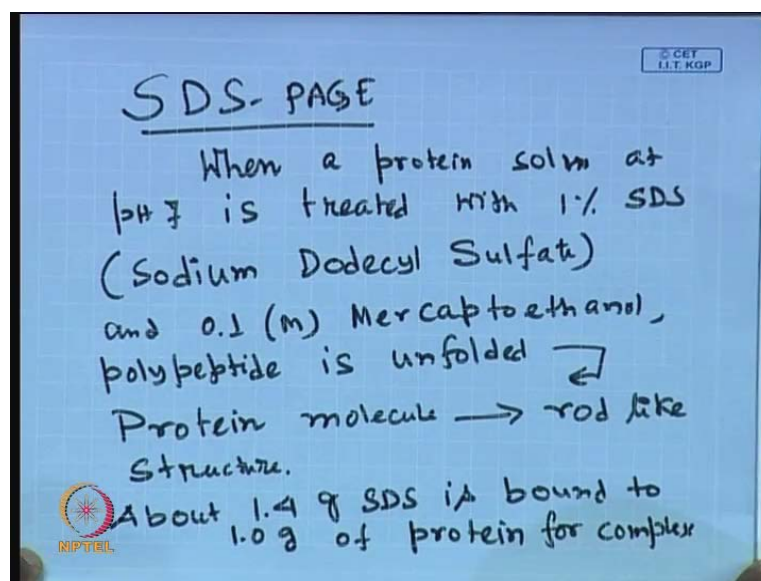 © CET
I.I.T. KGP
SDS- PAGE
When a protein solm at
pH 7 is treated with 1% SDS
(Sodium Dodecyl Sulfate)
and 0.1 (M) Mercaptoethanol,
polypeptide is unfolded
Protein molecule → rod like
structure.
About 1.4 g SDS is bound to
1.0 g of protein for complex
NPTEL